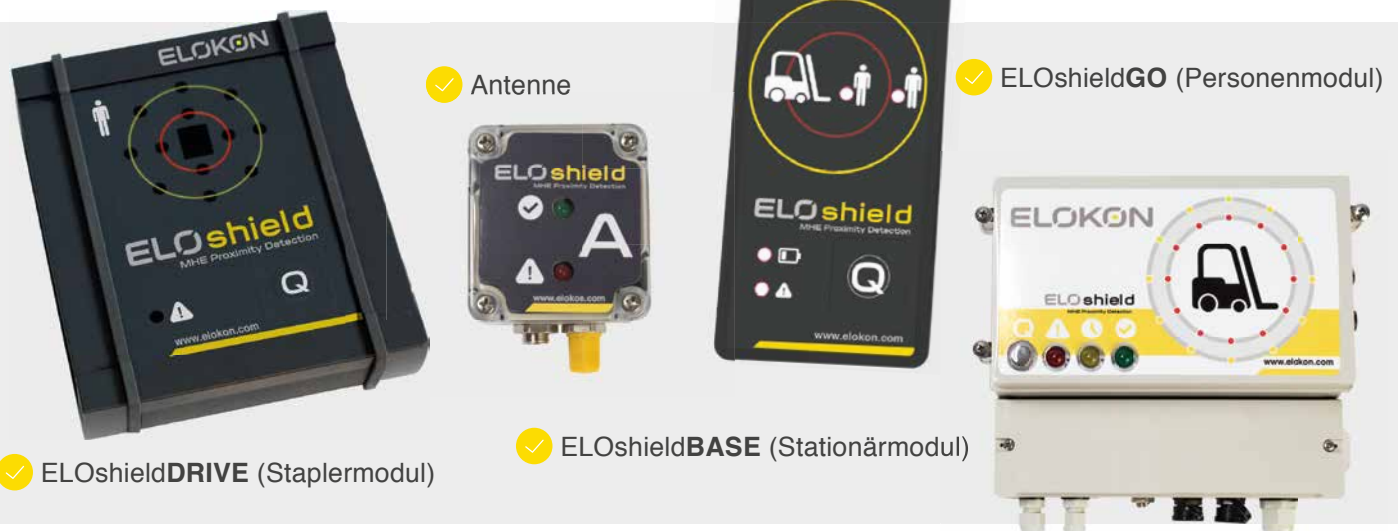 ELOKON
ELOshield
MHE Proximity Detection
Q
www.elokon.com
ELOshieldDRIVE (Staplermodul)
Antenne
ELOshield
MHE Proximity Detection
A
www.elokon.com
ELOshieldBASE (Stationärmodul)
ELOshield
MHE Proximity Detection
Q
www.elokon.com
ELOshieldGO (Personenmodul)
ELOKON
ELOshield
MHE Proximity Detection
Q
www.elokon.com